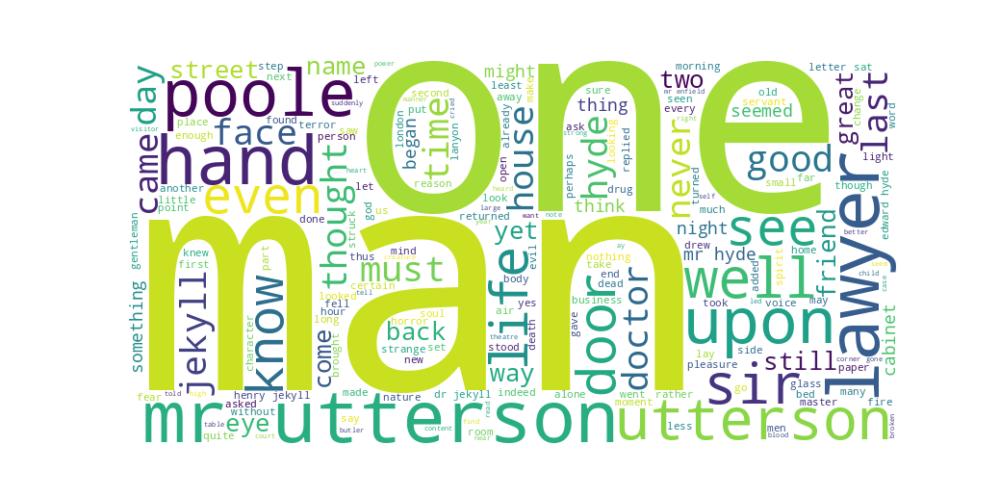 one
man
poole
hand
street
name
step
next
left
power
suddenly
day
place
enough
face
found
terror
saw
person
visitor
came
another
little
point
even
done
thought
struck
let
heart
god
us
second
manner
london
began
time
lanyon
cried
reason
might
least
away
make
already
open
house
heard
look
large
returned
want
note
sure
thing
ask
strong
looking
hyde
replied
perhaps
drug
think
two
morning
mr enfield
seen
every
turned
right
never
self
much
old
servant
seemed
good
small
far
letter
sat
great
change
last
word
light
though
edward hyde
better
lawyer
child
case
gone
corner
paper
many
fire
cabinet
friend
home
see
night
drew
mr hyde
well
added
spirit
took
led
voice
may
upon
side
lay
pleasure
still
sir
go
glass
bed
master
men
blood
less
moment
rather
went
alone
indeed
utterson
mr utterson
something
gentleman
knew
first
jekyll
part
know
character
fear
told
high
asked
henry jekyll
without
table
eye
quite
court
made
nature
say
butler
content
find
room
read
dr jekyll
looked
fell
hour
long
come
brought
thus
mind
must
certain
tell
soul
horror
back
strange
set
new
yet
life
body
evil
air
yes
theatre
stood
death
way
ay
nothing
take
end
dead
business
gave
door
doctor
broken